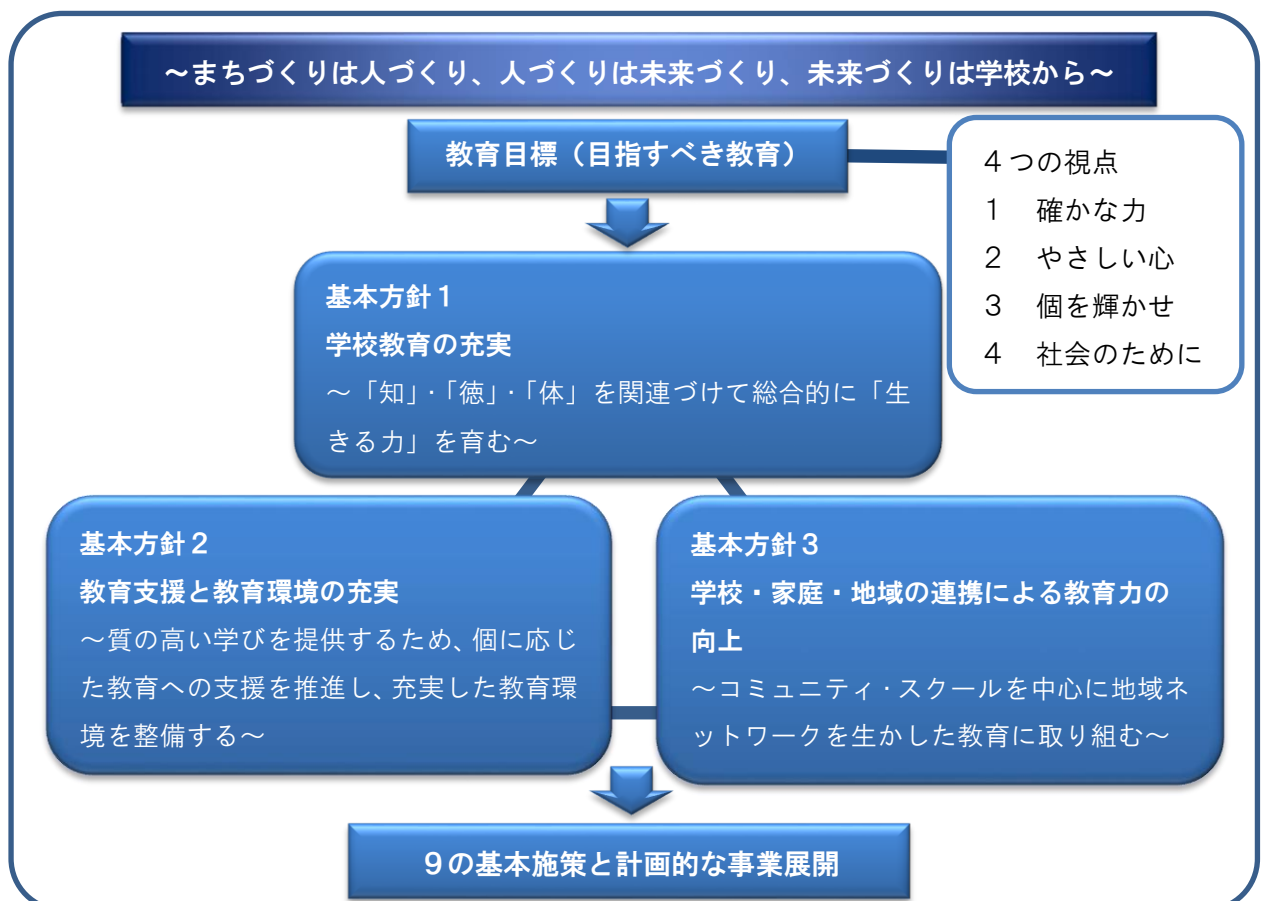 ～まちづくりは人づくり、人づくりは未来づくり、未来づくりは学校から～
教育目標（目指すべき教育）
４つの視点
１　確かな力
２　やさしい心
３　個を輝かせ
４　社会のために
基本方針１
学校教育の充実
～「知」・「徳」・「体」を関連づけて総合的に「生
きる力」を育む～
基本方針２
教育支援と教育環境の充実
～質の高い学びを提供するため、個に応じ
た教育への支援を推進し、充実した教育環
境を整備する～
基本方針３
学校・家庭・地域の連携による教育力の
向上
～コミュニティ・スクールを中心に地域ネ
ットワークを生かした教育に取り組む～
９の基本施策と計画的な事業展開